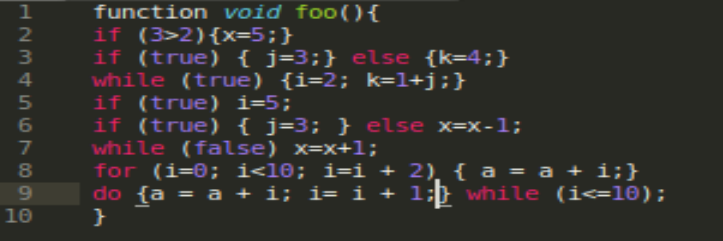 1 function void foo(){
2 if (3>2){x=5;}
3 if (true) { j=3;} else {k=4;}
4 while (true) {i=2; k=1+j;}
5 if (true) i=5;
6 if (true) { j=3; } else x=x-1;
7 while (false) x=x+1;
8 for (i=0; i<10; i=i + 2) { a = a + i;}
9 do {a = a + i; i= i + 1;} while (i<=10);
10 }